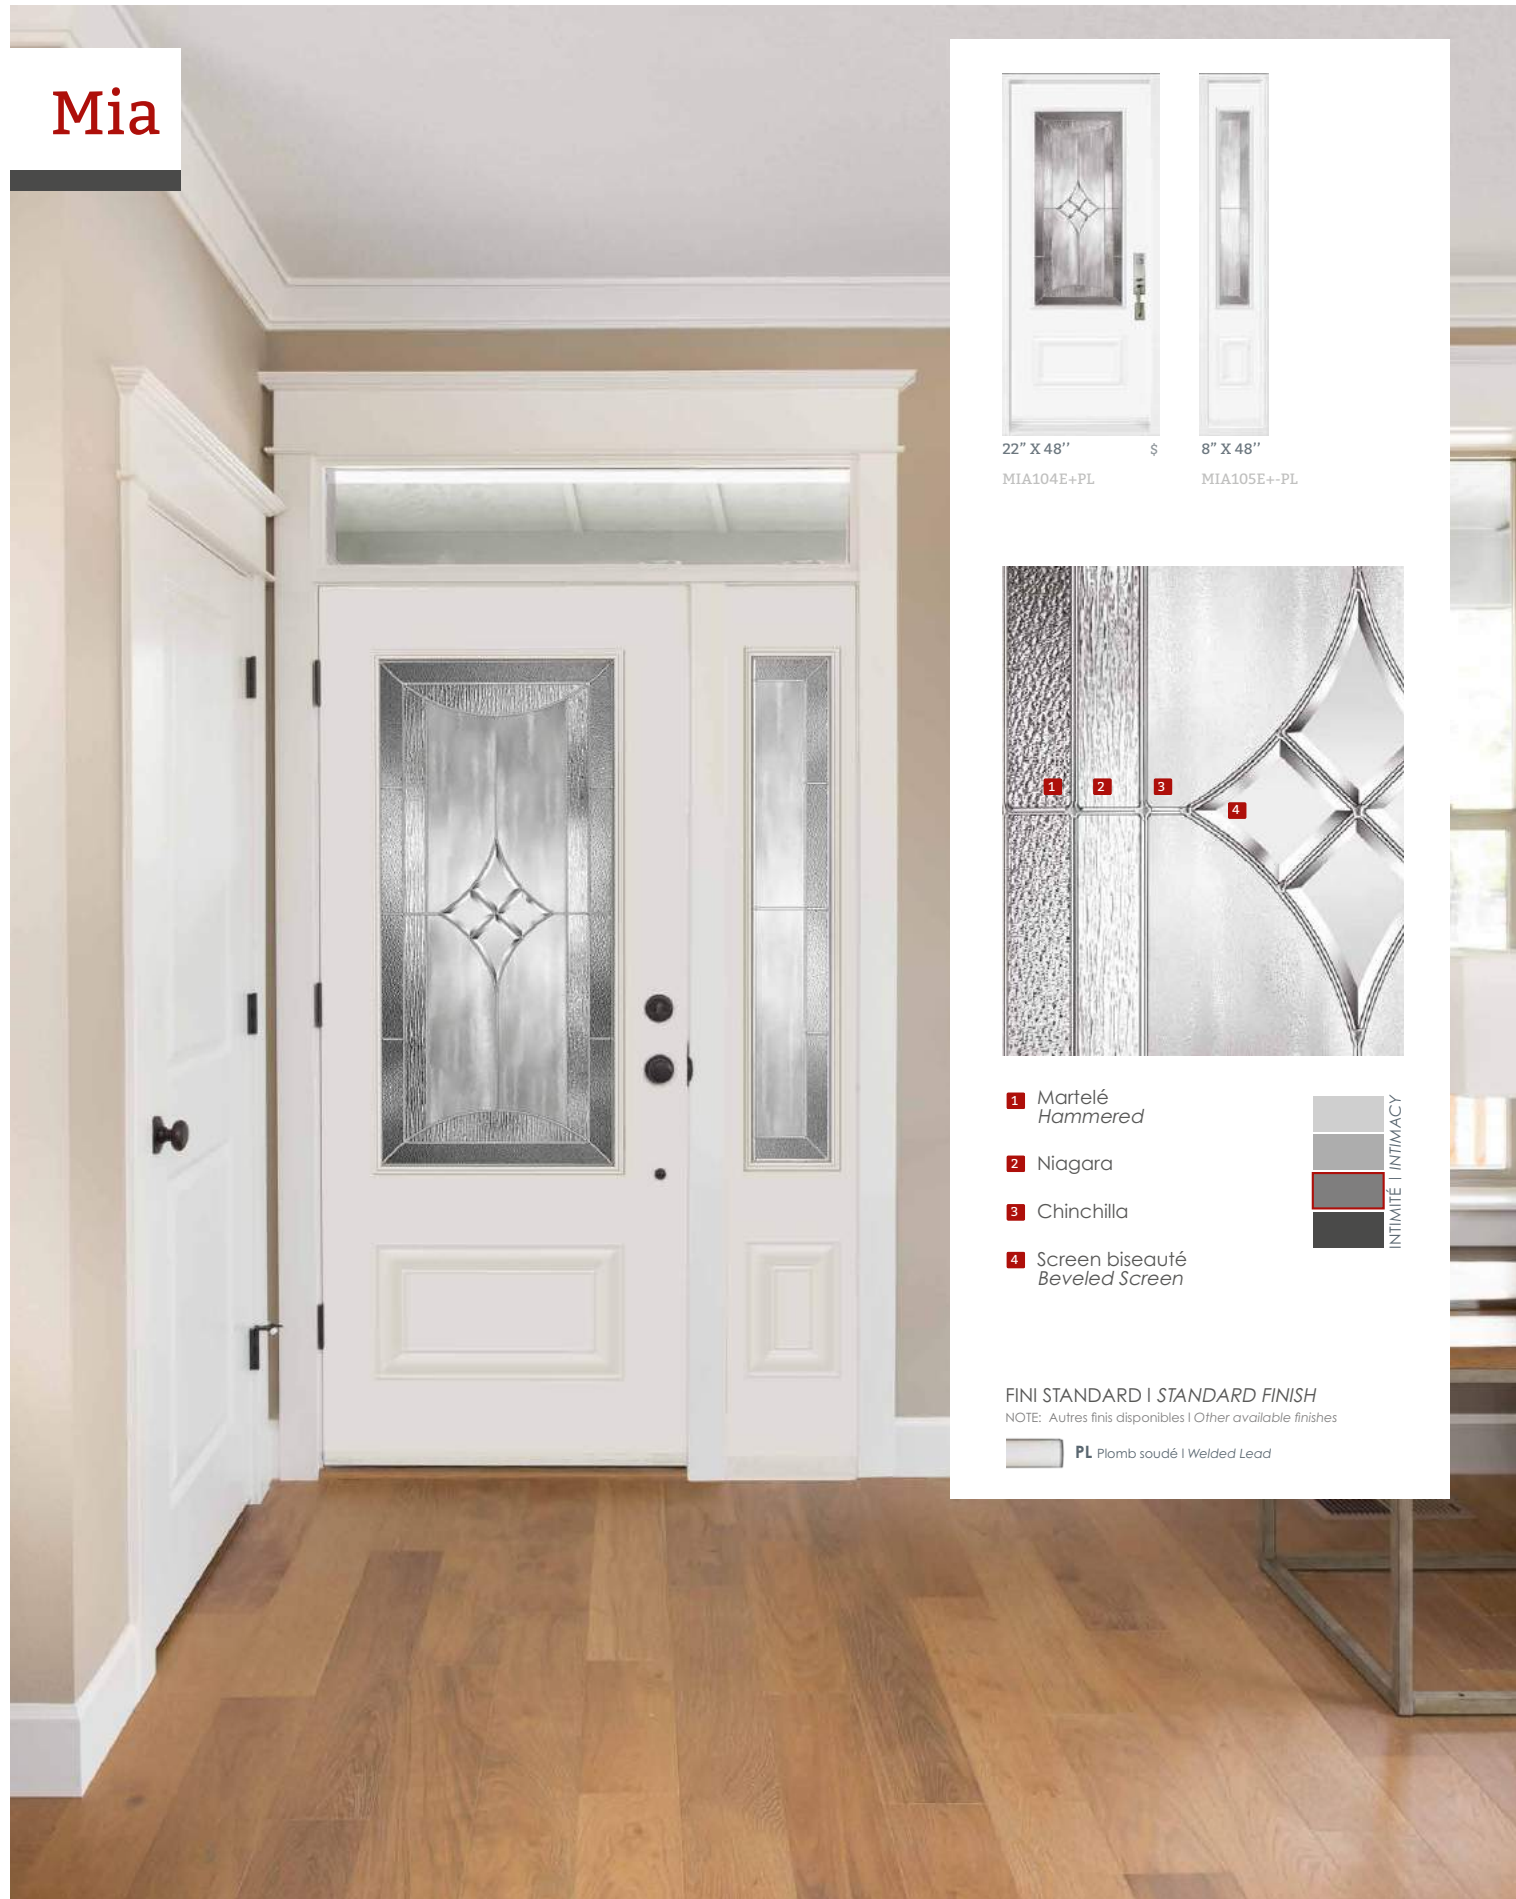 Mia
22” X 48’’ $
MIA104E+PL
8” X 48’’
MIA105E+-PL
1
2
3
4
1 Martelé
Hammered
2 Niagara
3 Chinchilla
4 Screen biseauté
Beveled Screen
INTIMITÉ | INTIMACY
FINI STANDARD | STANDARD FINISH
NOTE: Autres finis disponibles | Other available finishes
PL Plomb soudé | Welded Lead